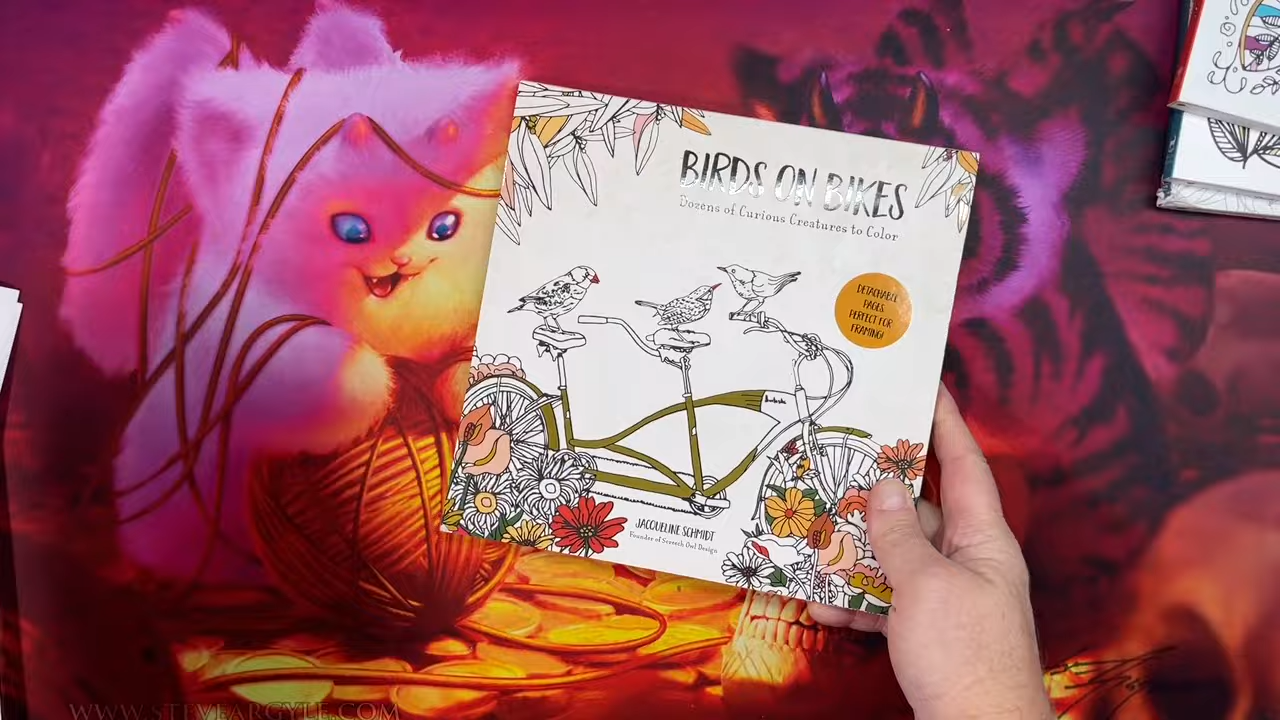 BIRDS ON BIKES
Dozens of Curious Creatures to Color
DETACHABLE
PAGES
PERFECT FOR
FRAMING!
JACQUELINE SCHMIDT
Founder of Screech Owl Design
WWW.STEVEARGYLE.COM